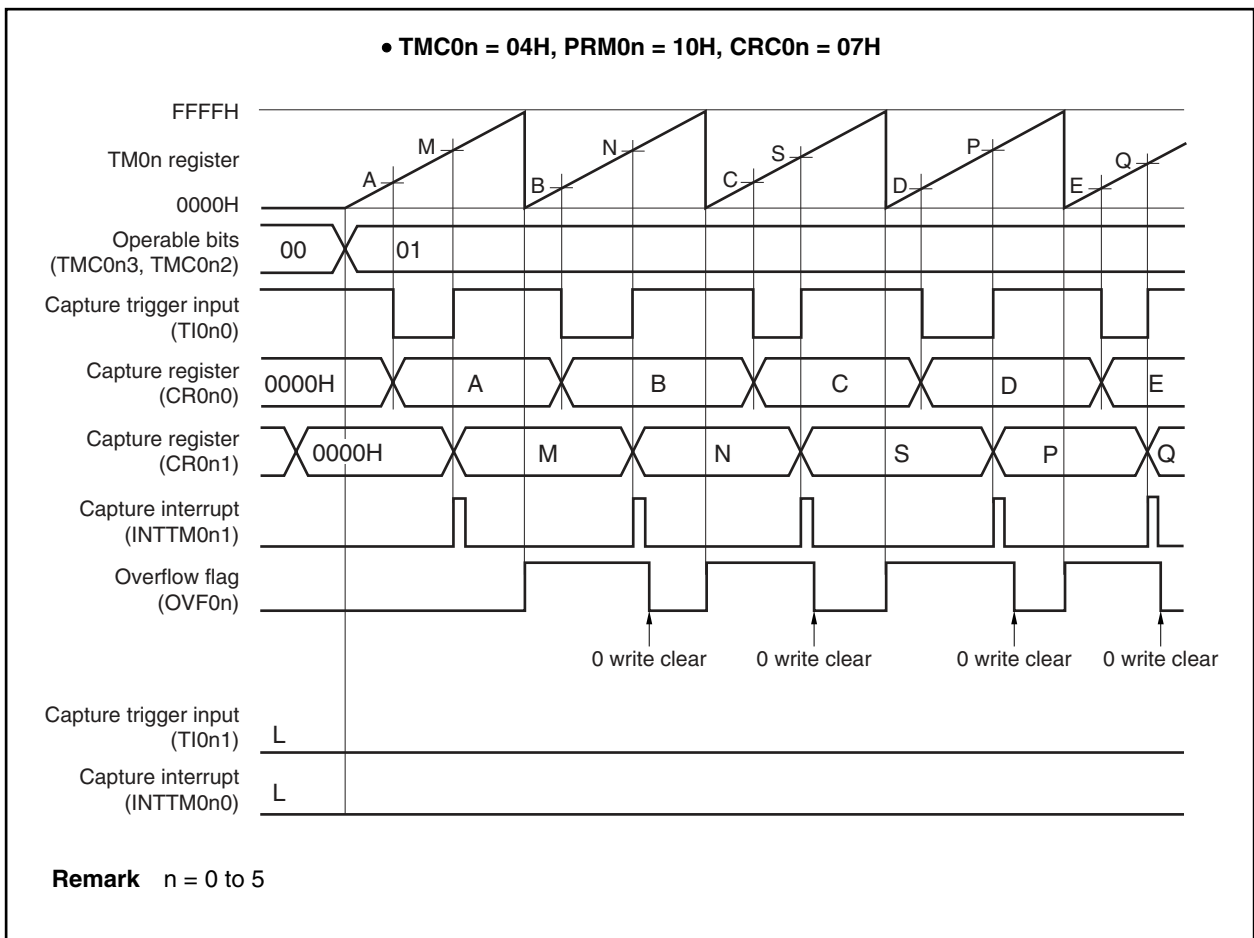 • TMC0n = 04H, PRM0n = 10H, CRC0n = 07H
FFFFH
TM0n register
0000H
A M B N C S D P E Q
Operable bits
(TMC0n3, TMC0n2)
00 01
Capture trigger input
(TI0n0)
Capture register
(CR0n0)
0000H A B C D E
Capture register
(CR0n1)
0000H M N S P Q
Capture interrupt
(INTTM0n1)
Overflow flag
(OVF0n)
0 write clear 0 write clear 0 write clear 0 write clear
Capture trigger input
(TI0n1)
L
Capture interrupt
(INTTM0n0)
L
Remark n = 0 to 5